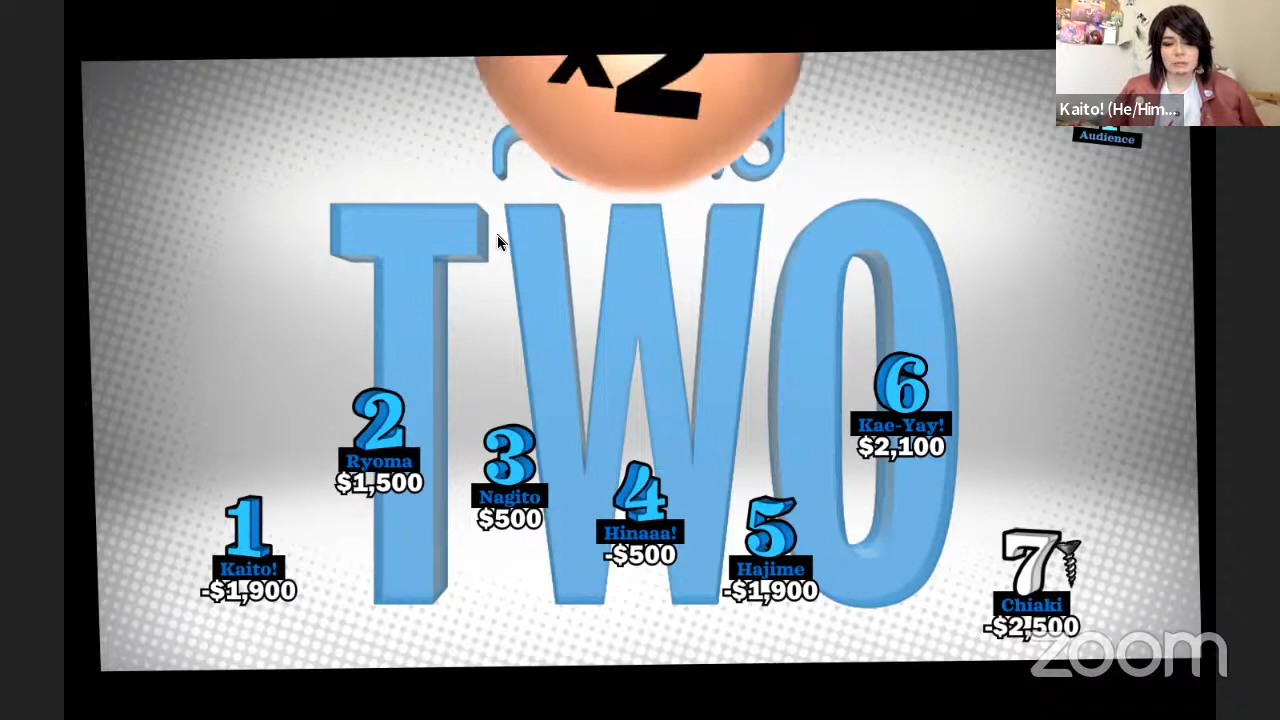 x2
TWO
Kaito! (He/Him...
Audience
6
Kae-Yay!
$2,100
2
Ryoma
$1,500
3
Nagito
$500
4
Hinaaa!
-$500
1
Kaito!
-$1,900
5
Hajime
-$1,900
7
Chiaki
-$2,500
zoom